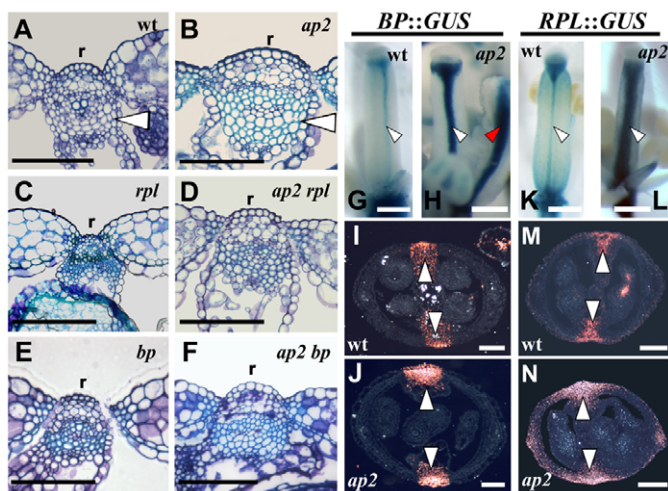 BP::GUS RPL::GUS
A wt r
B ap2 r
wt ap2 wt ap2
C rpl r
D ap2 rpl r
G H K L
E bp r
F ap2 bp r
I wt
M wt
J ap2
N ap2